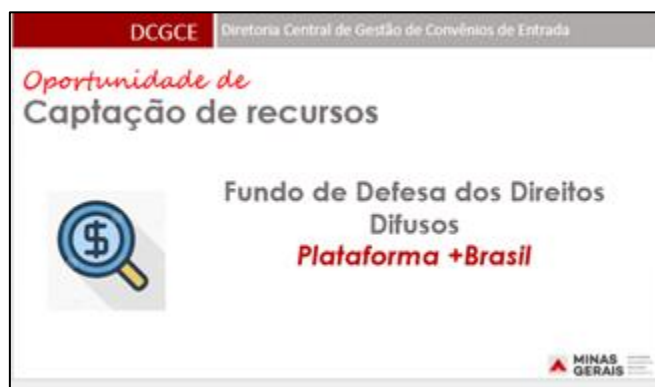 DCGCE Diretoria Central de Gestão de Convênios de Entrada
Oportunidade de
Captação de recursos
Fundo de Defesa dos Direitos
Difusos
Plataforma +Brasil
MINAS
GERAIS